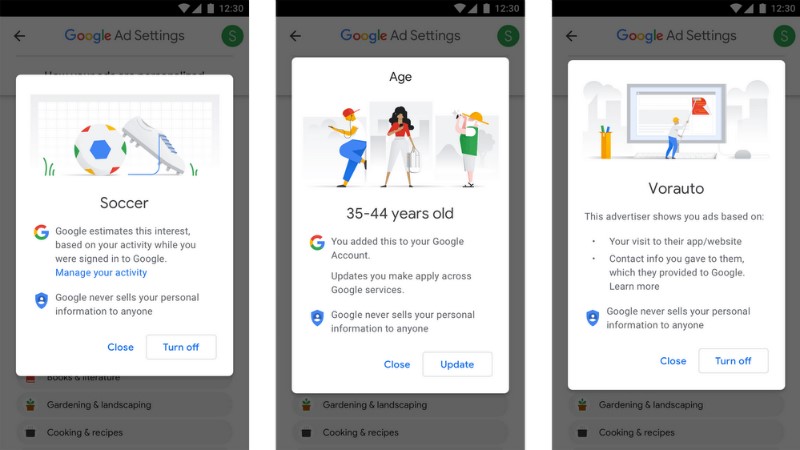 12:30
Google Ad Settings
S
How your ads are personalized
Soccer
Google estimates this interest,
based on your activity while you
were signed in to Google.
Manage your activity
Google never sells your personal
information to anyone
Close
Turn off
Books & literature
Gardening & landscaping
Cooking & recipes
12:30
Google Ad Settings
S
Age
35-44 years old
You added this to your Google
Account.
Updates you make apply across
Google services.
Google never sells your personal
information to anyone
Close
Update
Gardening & landscaping
Cooking & recipes
12:30
Google Ad Settings
S
Vorauto
This advertiser shows you ads based on:
• Your visit to their app/website
• Contact info you gave to them,
which they provided to Google.
Learn more
Google never sells your personal
information to anyone
Close
Turn off
Gardening & landscaping
Cooking & recipes